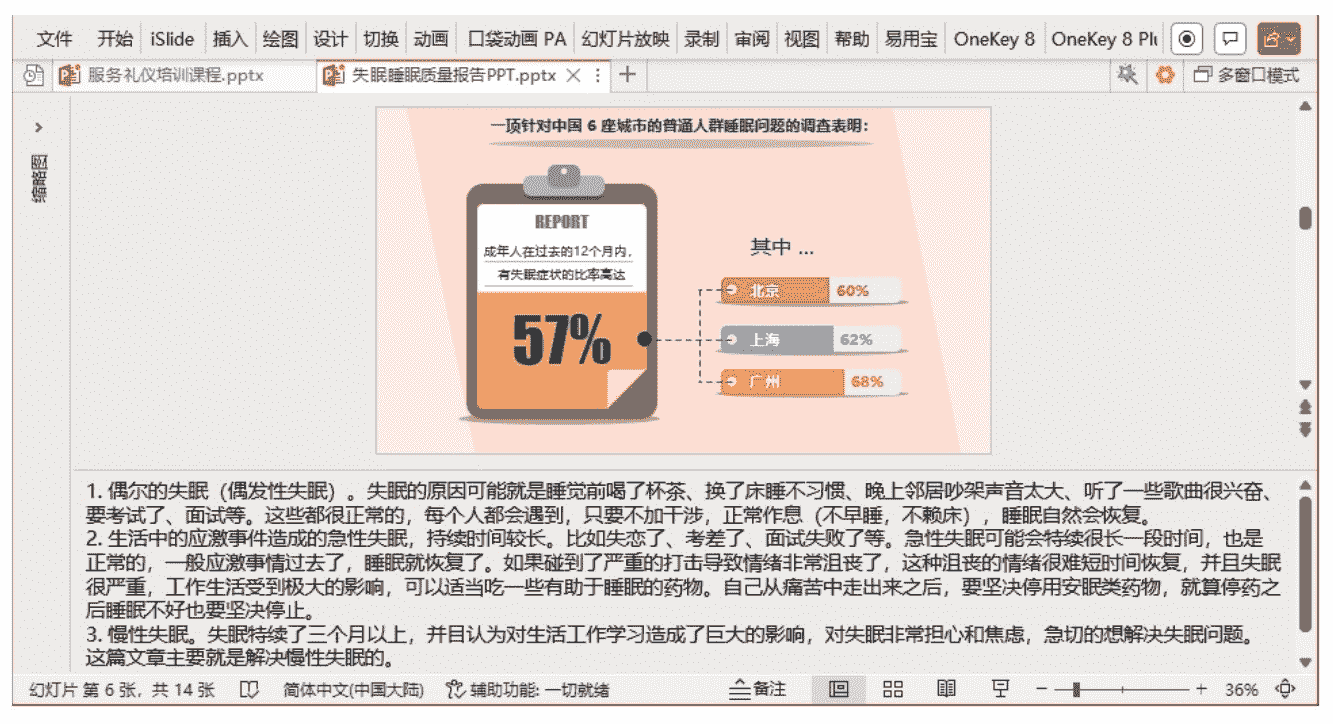 文件 开始 iSlide 插入 绘图 设计 切换 动画 口袋动画 PA 幻灯片放映 录制 审阅 视图 帮助 易用宝 OneKey 8 OneKey 8 Plu
服务礼仪培训课程.pptx 失眠睡眠质量报告PPT.pptx 多窗口模式
缩略图
一项针对中国 6 座城市的普通人群睡眠问题的调查表明：
REPORT
成年人在过去的12个月内，
有失眠症状的比率高达
57%
其中 ...
北京 60%
上海 62%
广州 68%
1. 偶尔的失眠（偶发性失眠）。失眠的原因可能就是睡觉前喝了杯茶、换了床睡不习惯、晚上邻居吵架声音太大、听了一些歌曲很兴奋、
要考试了、面试等。这些都很正常的，每个人都会遇到，只要不加干涉，正常作息（不早睡，不赖床），睡眠自然会恢复。
2. 生活中的应激事件造成的急性失眠，持续时间较长。比如失恋了、考差了、面试失败了等。急性失眠可能会持续很长一段时间，也是
正常的，一般应激事情过去了，睡眠就恢复了。如果碰到了严重的打击导致情绪非常沮丧了，这种沮丧的情绪很难短时间恢复，并且失眠
很严重，工作生活受到极大的影响，可以适当吃一些有助于睡眠的药物。自己从痛苦中走出来之后，要坚决停用安眠类药物，就算停药之
后睡眠不好也要坚决停止。
3. 慢性失眠。失眠持续了三个月以上，并且认为对生活工作学习造成了巨大的影响，对失眠非常担心和焦虑，急切的想解决失眠问题。
这篇文章主要就是解决慢性失眠的。
幻灯片 第 6 张，共 14 张 简体中文(中国大陆) 辅助功能: 一切就绪 备注 36%